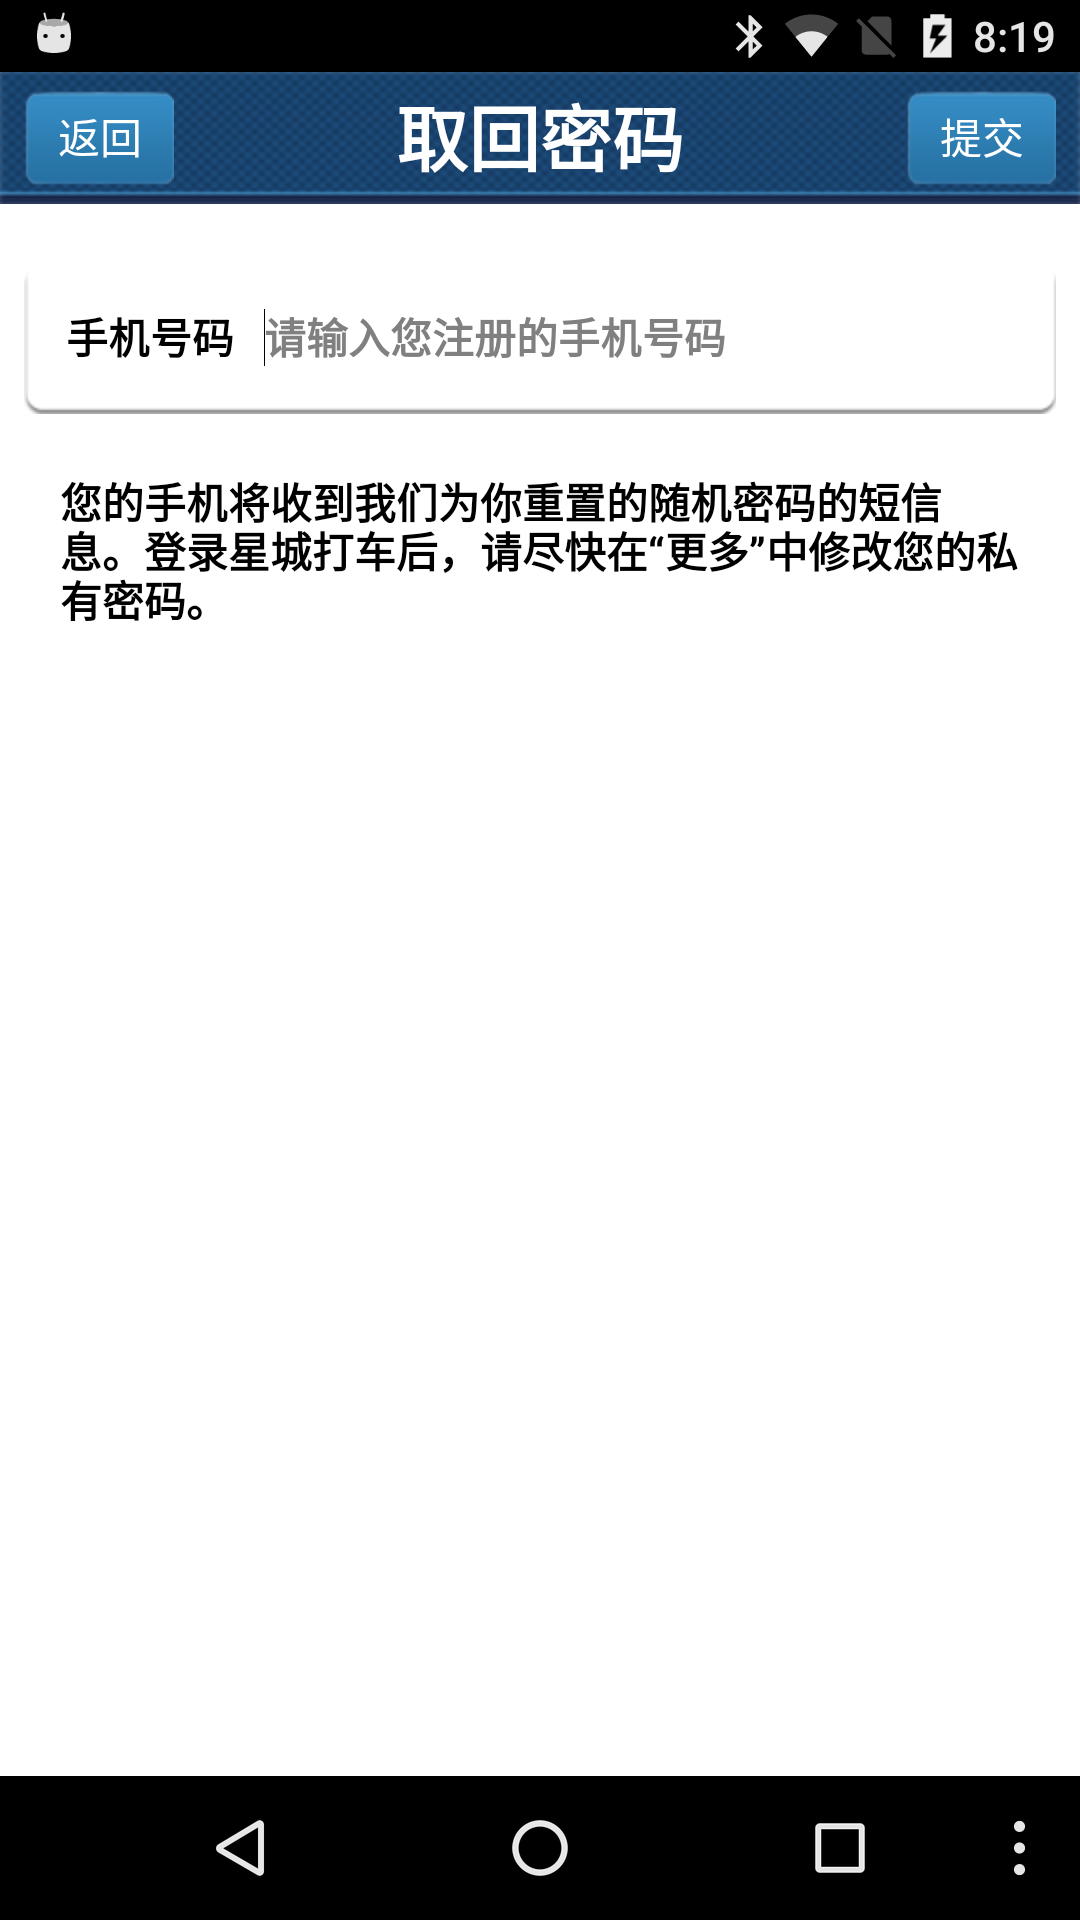 8:19
返回
取回密码
提交
手机号码
请输入您注册的手机号码
您的手机将收到我们为你重置的随机密码的短信
息。登录星城打车后，请尽快在“更多”中修改您的私
有密码。